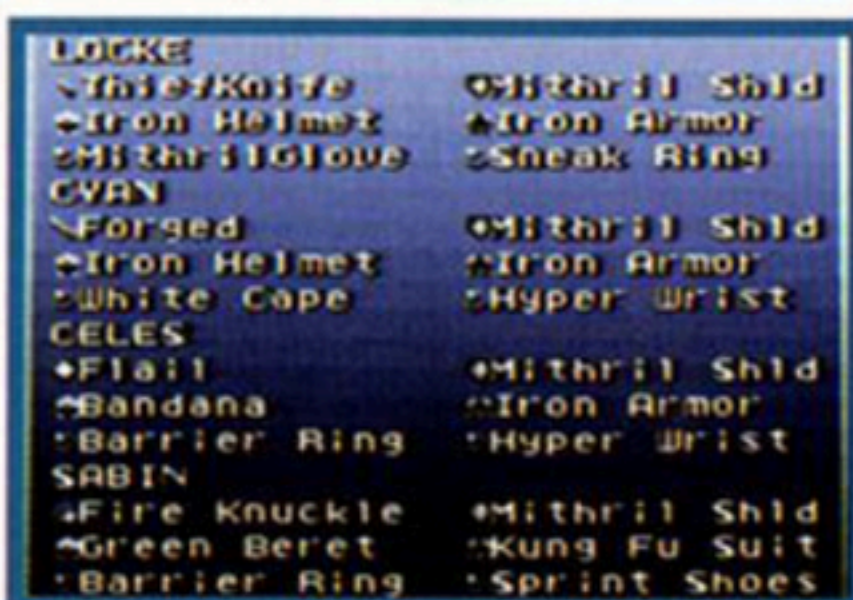 LOCKE
ThiefKnife Mithril Shld
Iron Helmet Iron Armor
MithrilGlove Sneak Ring
CYAN
Forged Mithril Shld
Iron Helmet Iron Armor
White Cape Hyper Wrist
CELES
Flail Mithril Shld
Bandana Iron Armor
Barrier Ring Hyper Wrist
SABIN
Fire Knuckle Mithril Shld
Green Beret Kung Fu Suit
Barrier Ring Sprint Shoes